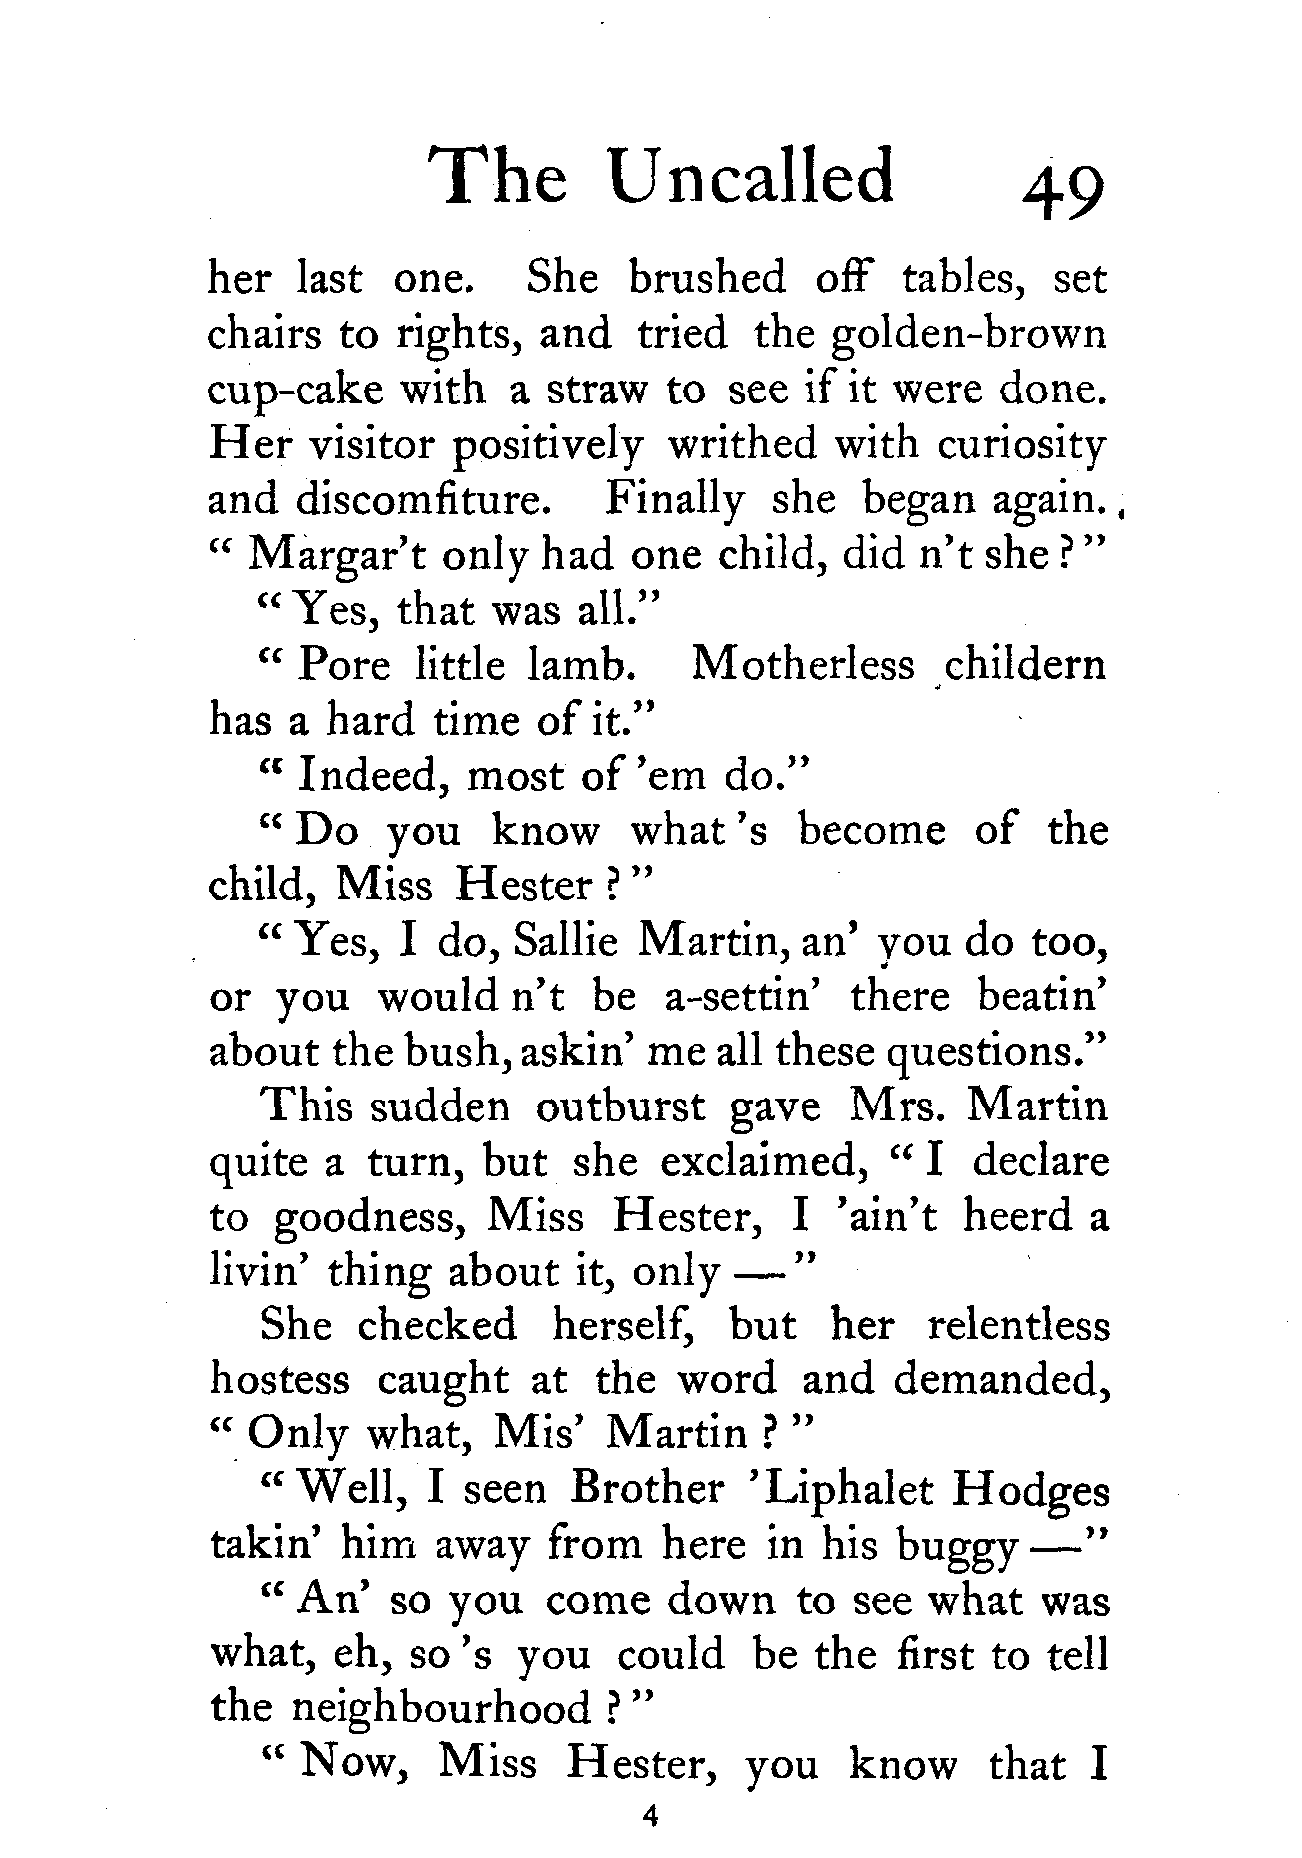 The Uncalled 49
her last one. She brushed off tables, set
chairs to rights, and tried the golden-brown
cup-cake with a straw to see if it were done.
Her visitor positively writhed with curiosity
and discomfiture. Finally she began again.
“ Margar’t only had one child, did n’t she ? ”
“ Yes, that was all.”
“ Pore little lamb. Motherless childern
has a hard time of it.”
“ Indeed, most of ’em do.”
“ Do you know what ’s become of the
child, Miss Hester ? ”
“ Yes, I do, Sallie Martin, an’ you do too,
or you would n’t be a-settin’ there beatin’
about the bush, askin’ me all these questions.”
This sudden outburst gave Mrs. Martin
quite a turn, but she exclaimed, “ I declare
to goodness, Miss Hester, I ’ain’t heerd a
livin’ thing about it, only — ”
She checked herself, but her relentless
hostess caught at the word and demanded,
“ Only what, Mis’ Martin ? ”
“ Well, I seen Brother ’Liphalet Hodges
takin’ him away from here in his buggy — ”
“ An’ so you come down to see what was
what, eh, so ’s you could be the first to tell
the neighbourhood ? ”
“ Now, Miss Hester, you know that I
4